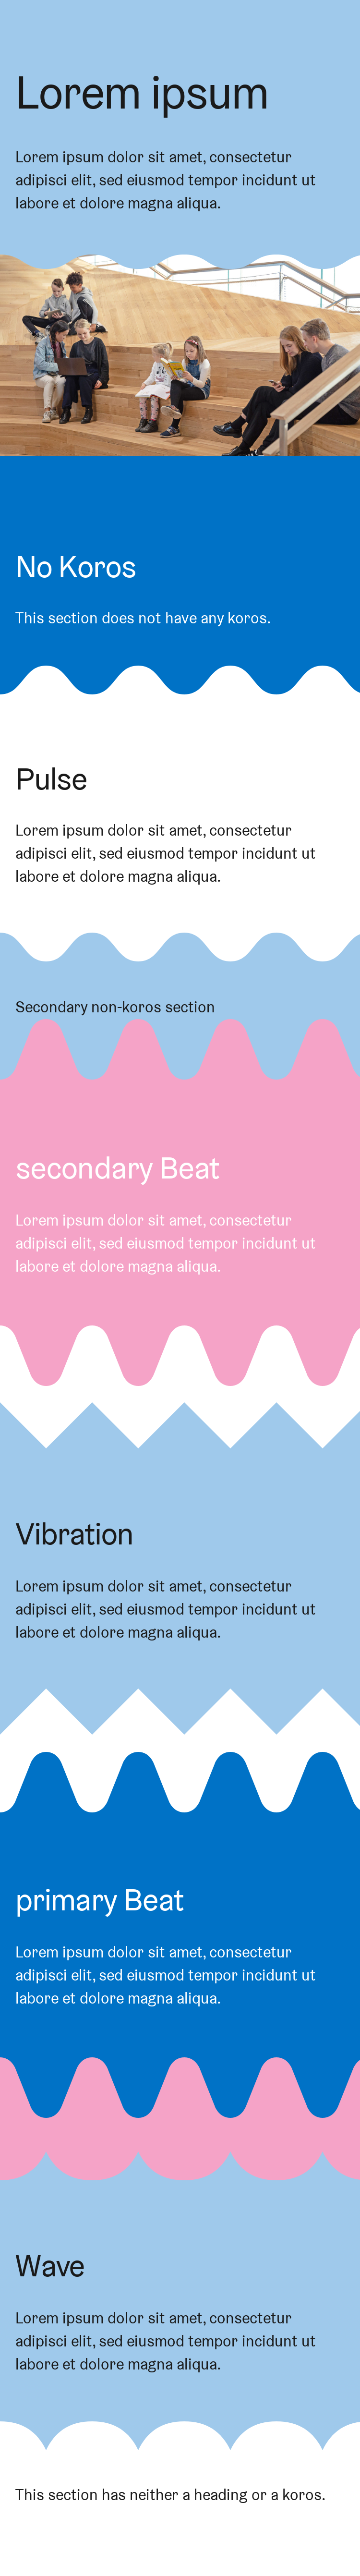 Lorem ipsum
Lorem ipsum dolor sit amet, consectetur
adipisci elit, sed eiusmod tempor incidunt ut
labore et dolore magna aliqua.
No Koros
This section does not have any koros.
Pulse
Lorem ipsum dolor sit amet, consectetur
adipisci elit, sed eiusmod tempor incidunt ut
labore et dolore magna aliqua.
Secondary non-koros section
secondary Beat
Lorem ipsum dolor sit amet, consectetur
adipisci elit, sed eiusmod tempor incidunt ut
labore et dolore magna aliqua.
Vibration
Lorem ipsum dolor sit amet, consectetur
adipisci elit, sed eiusmod tempor incidunt ut
labore et dolore magna aliqua.
primary Beat
Lorem ipsum dolor sit amet, consectetur
adipisci elit, sed eiusmod tempor incidunt ut
labore et dolore magna aliqua.
Wave
Lorem ipsum dolor sit amet, consectetur
adipisci elit, sed eiusmod tempor incidunt ut
labore et dolore magna aliqua.
This section has neither a heading or a koros.